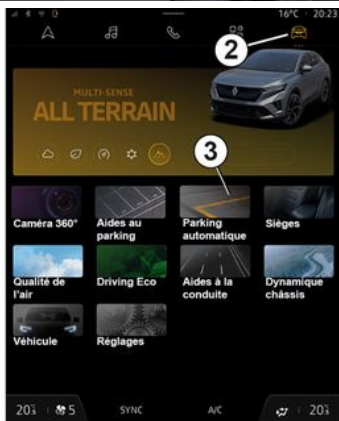 16°C · 20:23
2
MULTI-SENSE
ALL TERRAIN
3
Caméra 360°
Aides au
parking
Parking
automatique
Sièges
Qualité de
l'air
Driving Eco
Aides à la
conduite
Dynamique
châssis
Véhicule
Réglages
5
SYNC
A/C